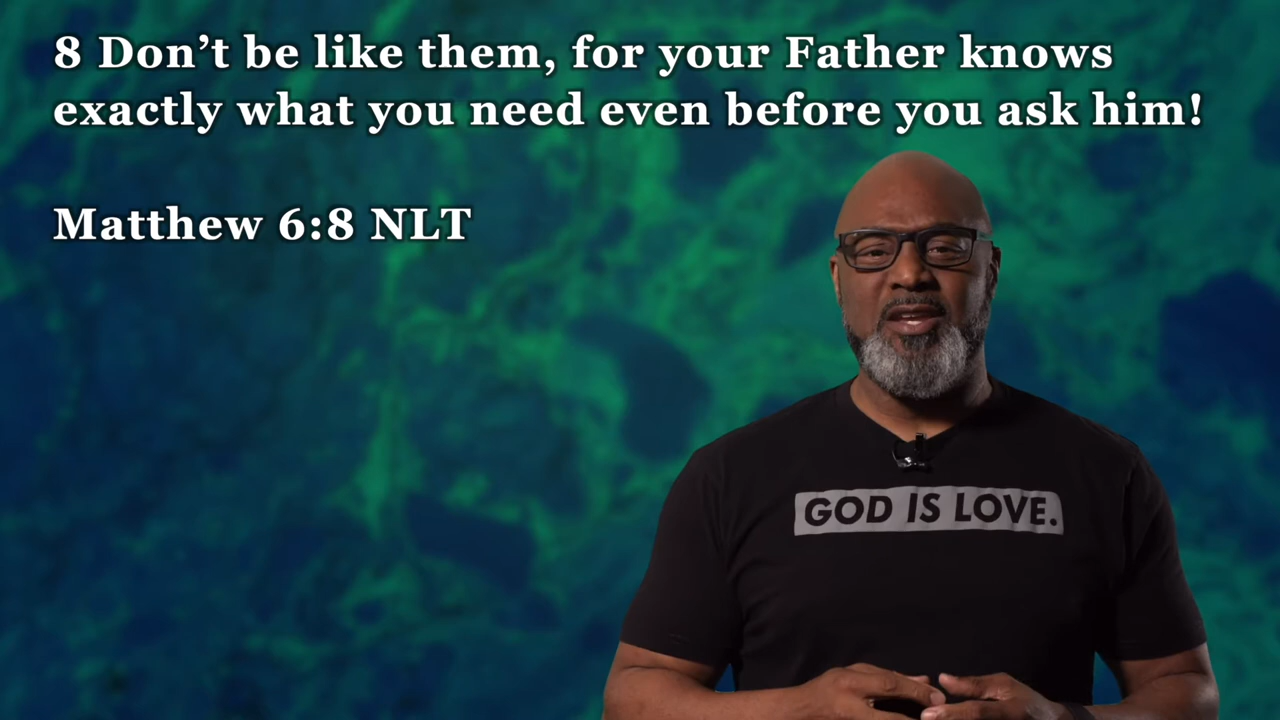 8 Don’t be like them, for your Father knows
exactly what you need even before you ask him!
Matthew 6:8 NLT
GOD IS LOVE.